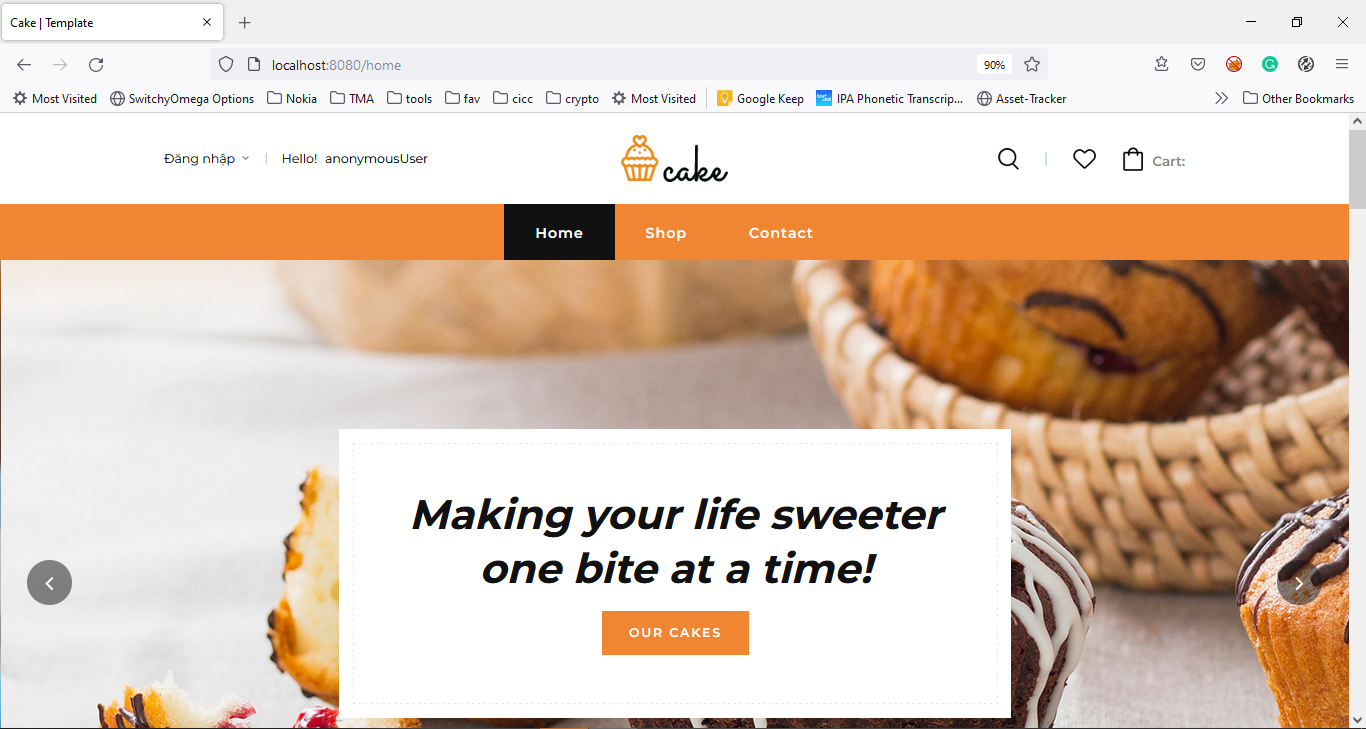 Cake | Template
localhost:8080/home
90%
Most Visited
SwitchyOmega Options
Nokia
TMA
tools
fav
cicc
crypto
Most Visited
Google Keep
IPA Phonetic Transcrip...
Asset-Tracker
Other Bookmarks
Đăng nhập
Hello! anonymousUser
cake
Cart:
Home
Shop
Contact
Making your life sweeter
one bite at a time!
OUR CAKES